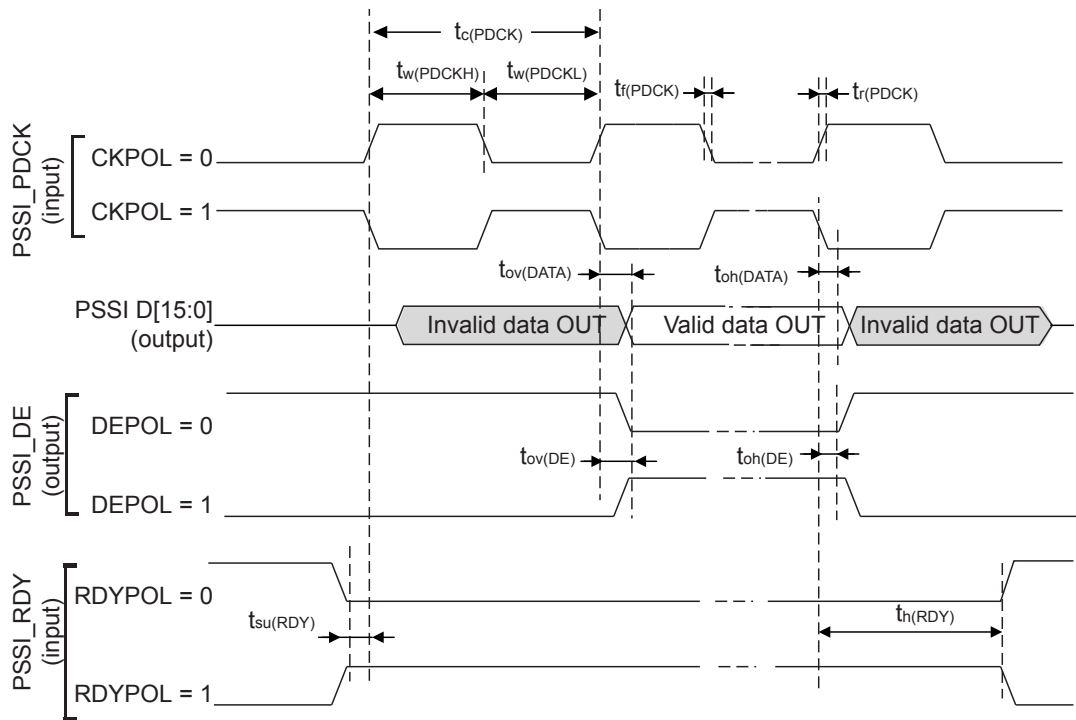 tc(PDCK)
tw(PDCKH) tw(PDCKL) tf(PDCK) tr(PDCK)
PSSI_PDCK
(input)
CKPOL = 0
CKPOL = 1
tov(DATA) toh(DATA)
PSSI D[15:0]
(output)
Invalid data OUT Valid data OUT Invalid data OUT
PSSI_DE
(output)
DEPOL = 0
tov(DE) toh(DE)
DEPOL = 1
PSSI_RDY
(input)
RDYPOL = 0
tsu(RDY) th(RDY)
RDYPOL = 1